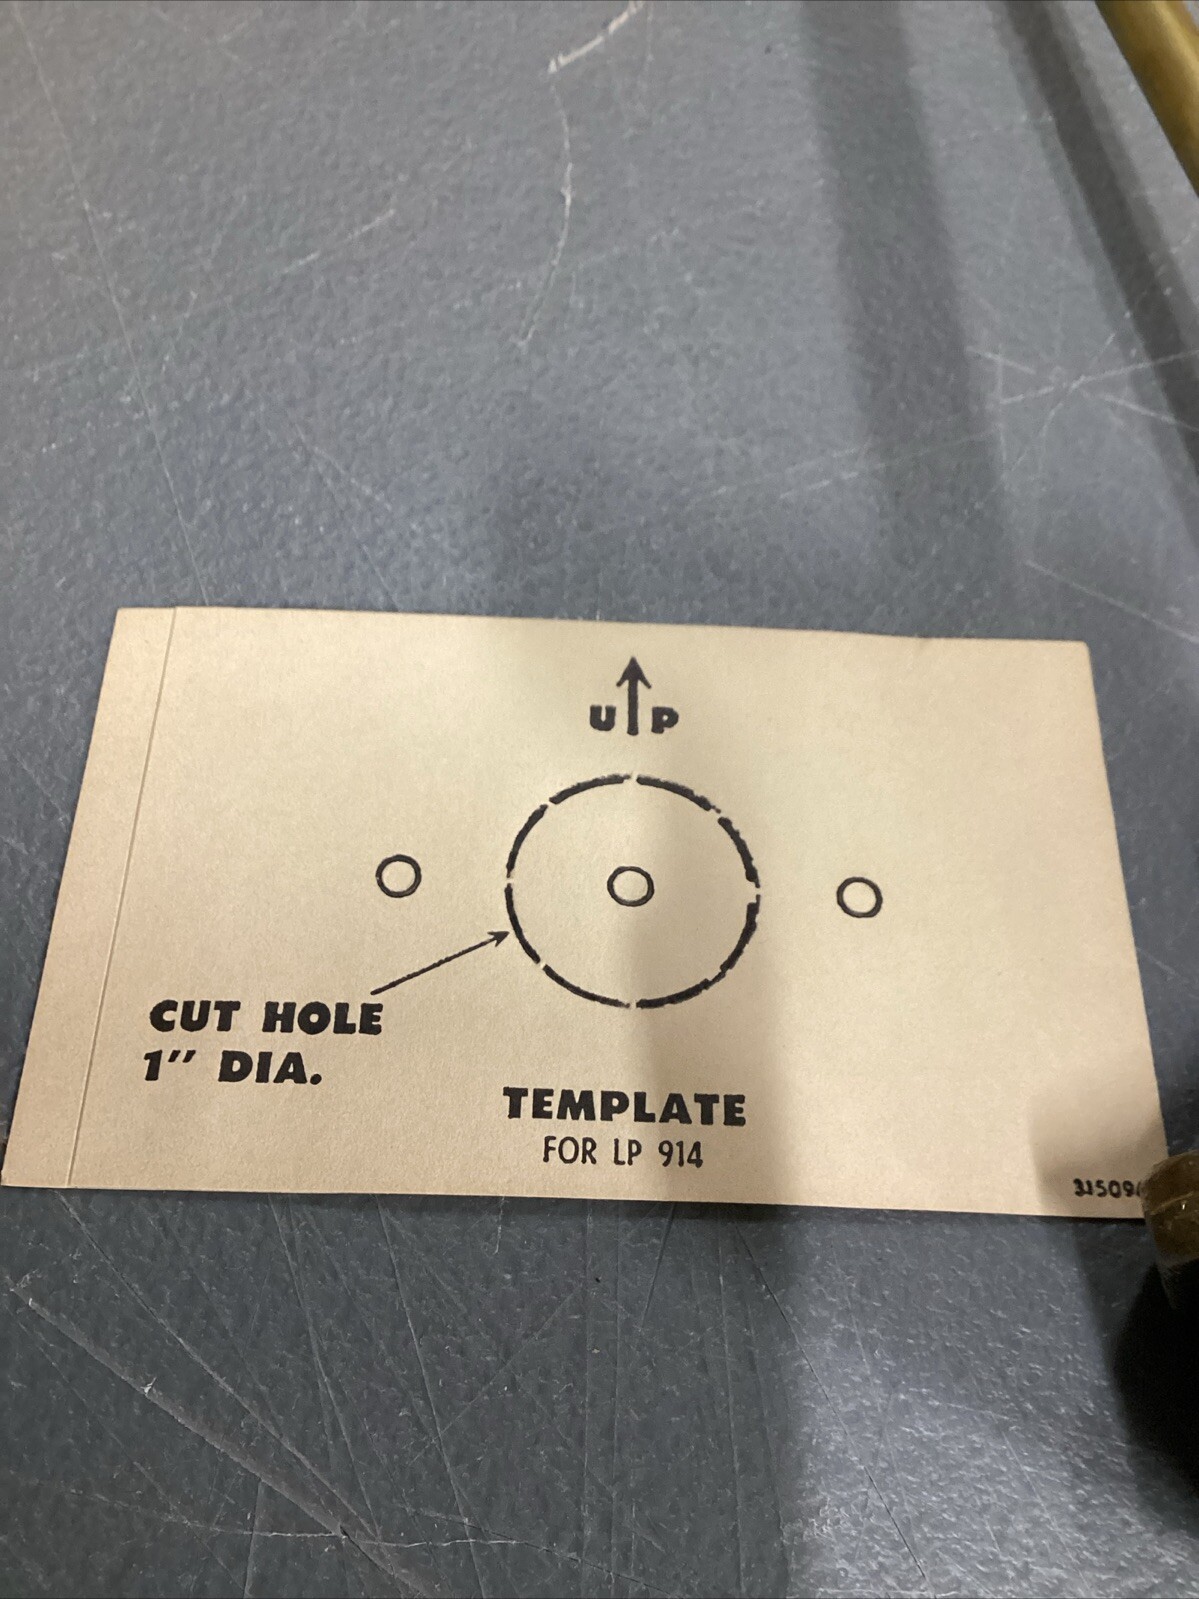 UP
CUT HOLE
1" DIA.
TEMPLATE
FOR LP 914